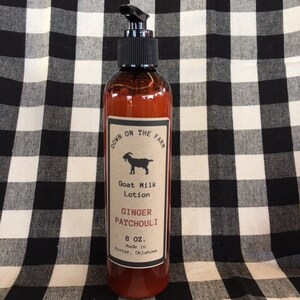 DOWN ON THE FARM
Goat Milk
Lotion
GINGER
PATCHOULI
8 OZ.
Made in
Porter, Oklahoma